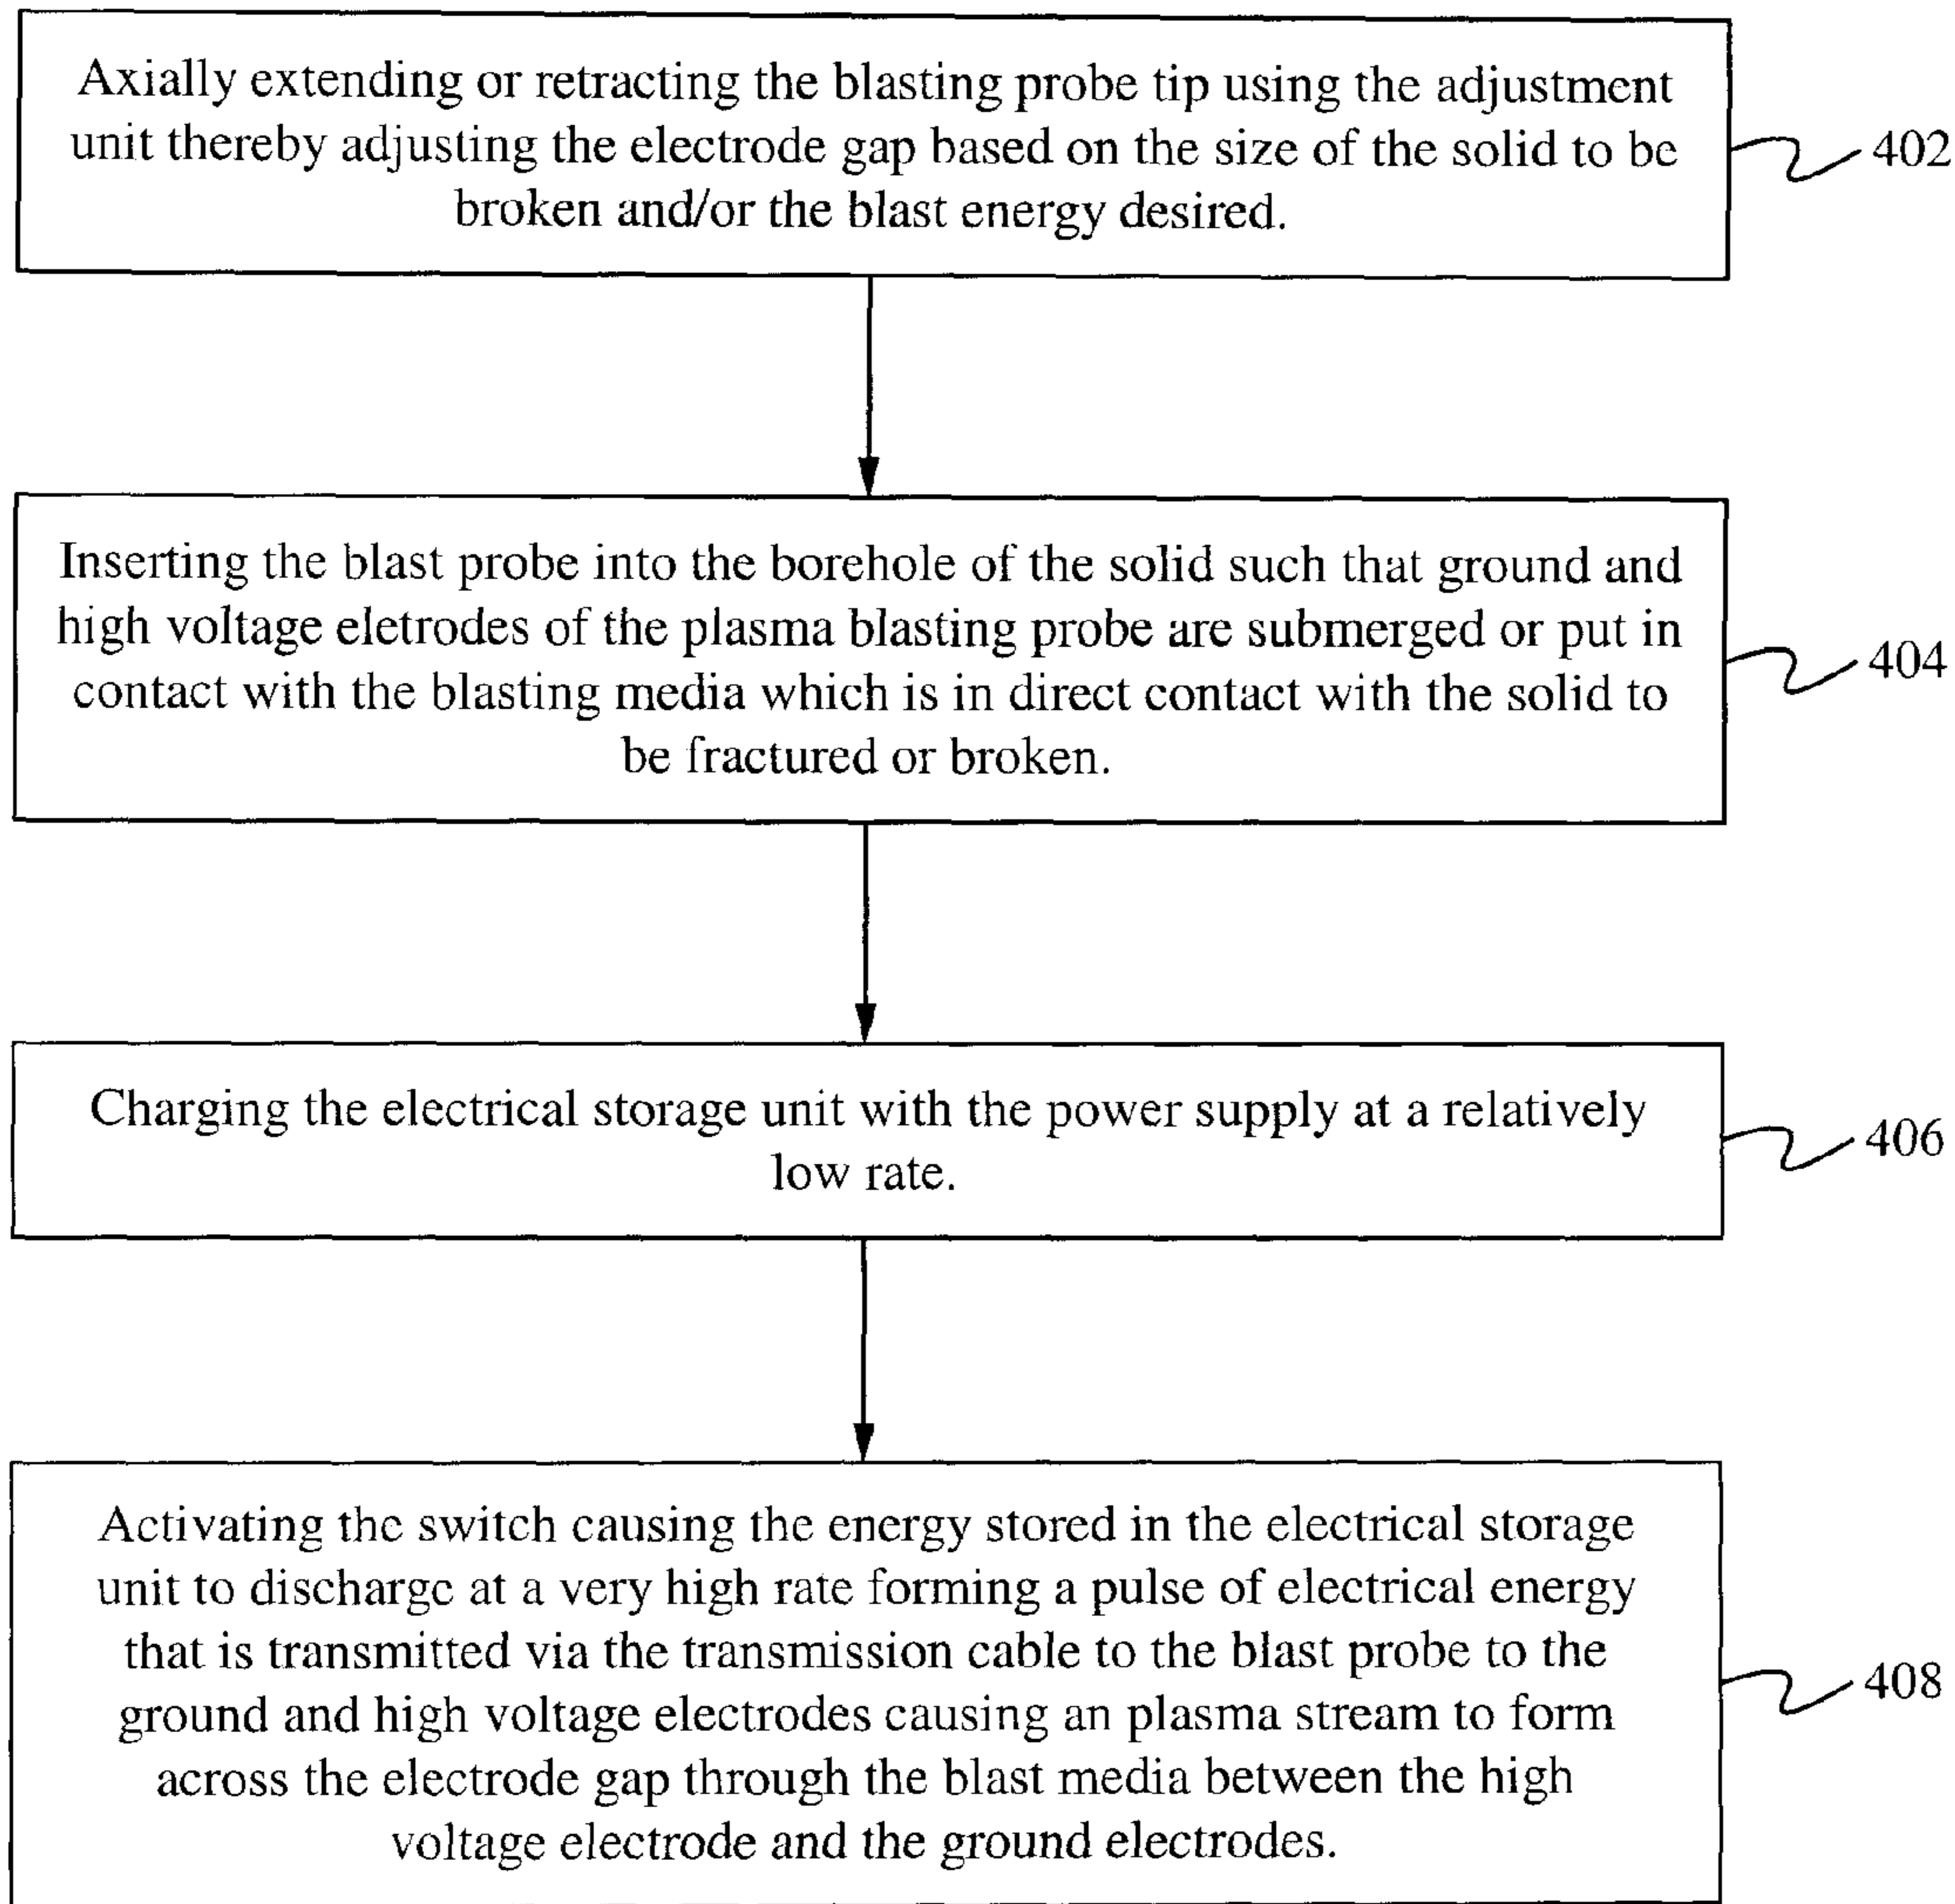 Axially extending or retracting the blasting probe tip using the adjustment
unit thereby adjusting the electrode gap based on the size of the solid to be
broken and/or the blast energy desired.
402
Inserting the blast probe into the borehole of the solid such that ground and
high voltage eletrodes of the plasma blasting probe are submerged or put in
contact with the blasting media which is in direct contact with the solid to
be fractured or broken.
404
Charging the electrical storage unit with the power supply at a relatively
low rate.
406
Activating the switch causing the energy stored in the electrical storage
unit to discharge at a very high rate forming a pulse of electrical energy
that is transmitted via the transmission cable to the blast probe to the
ground and high voltage electrodes causing an plasma stream to form
across the electrode gap through the blast media between the high
voltage electrode and the ground electrodes.
408